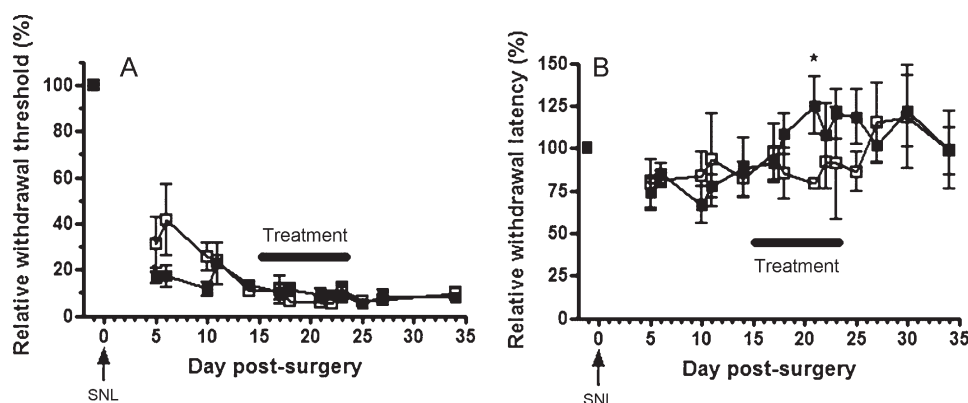 Relative withdrawal threshold (%)
A
100
80
60
40
20
0
Treatment
0 5 10 15 20 25 30 35
Day post-surgery
SNL
Relative withdrawal latency (%)
B
*
150
125
100
75
50
25
0
Treatment
0 5 10 15 20 25 30 35
Day post-surgery
SNL